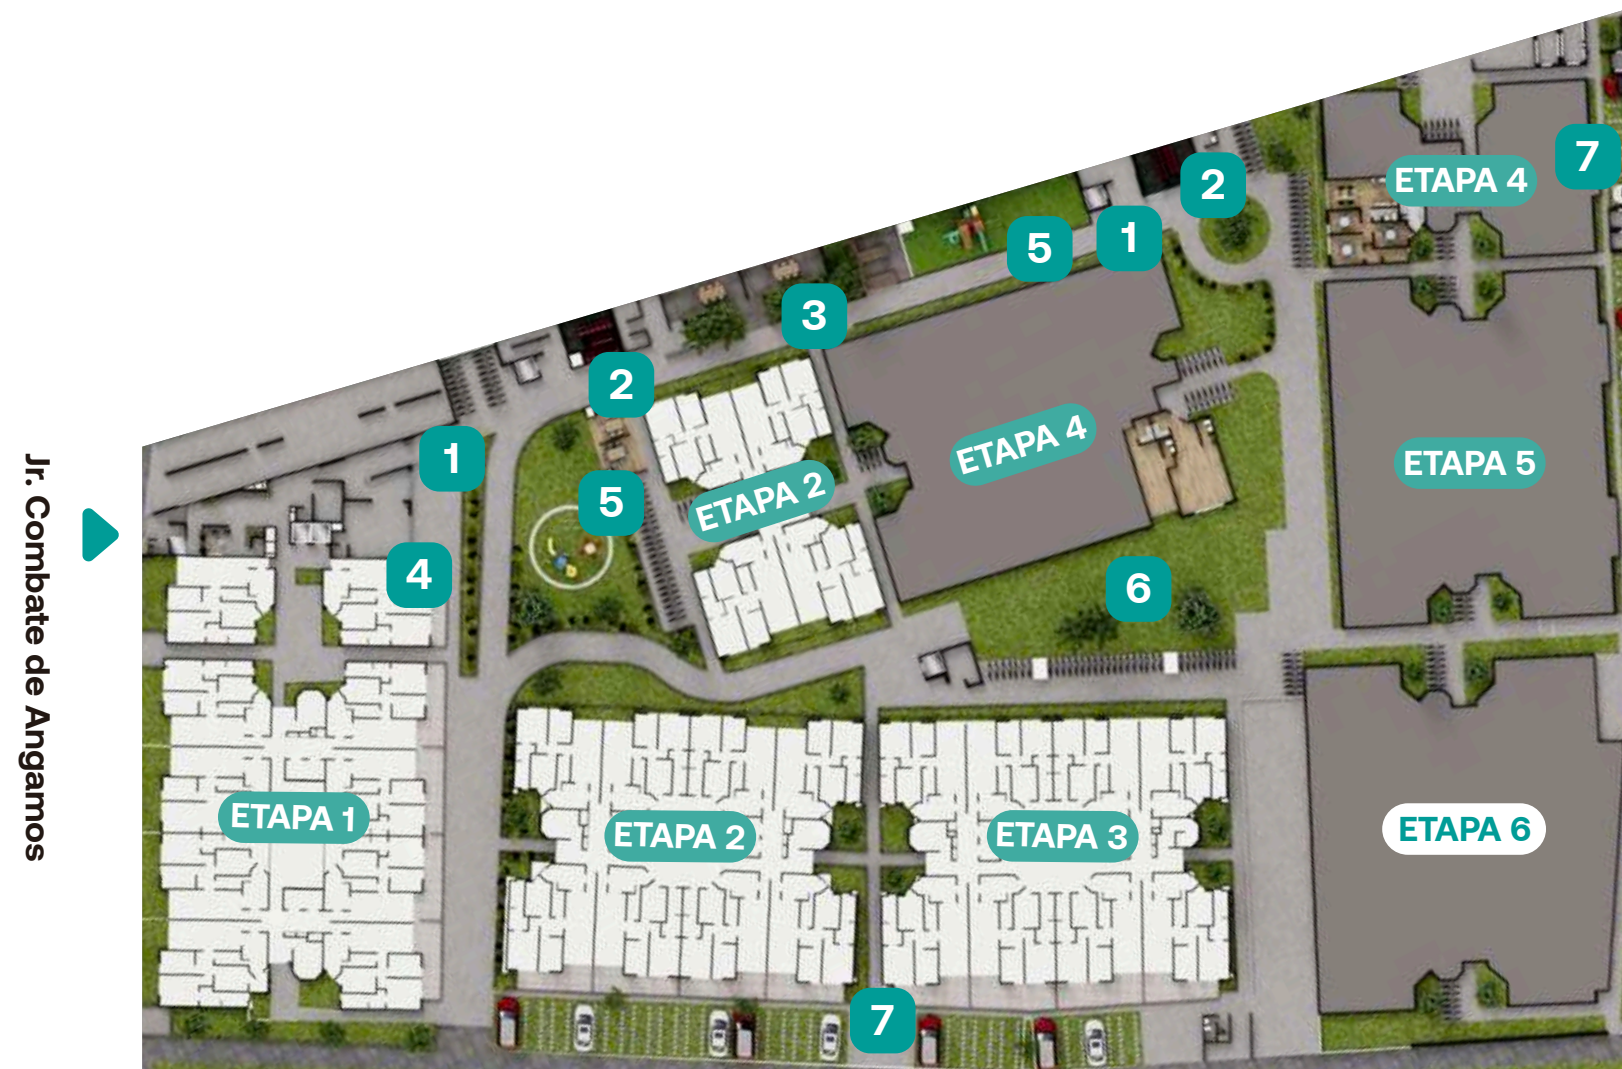 7
ETAPA 4
2
1
5
3
2
ETAPA 4
1
ETAPA 5
5
ETAPA 2
4
6
Jr. Combate de Angamos
ETAPA 1
ETAPA 2
ETAPA 3
ETAPA 6
7